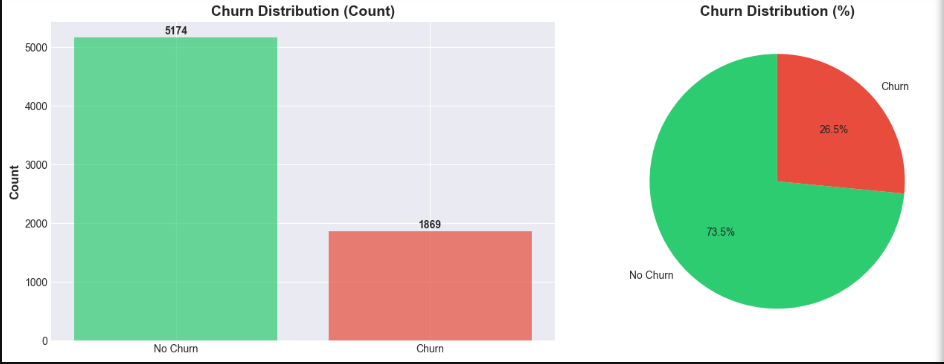 Churn Distribution (Count)
5174
1869
5000
4000
3000
2000
1000
0
Count
No Churn
Churn
Churn Distribution (%)
Churn
26.5%
73.5%
No Churn